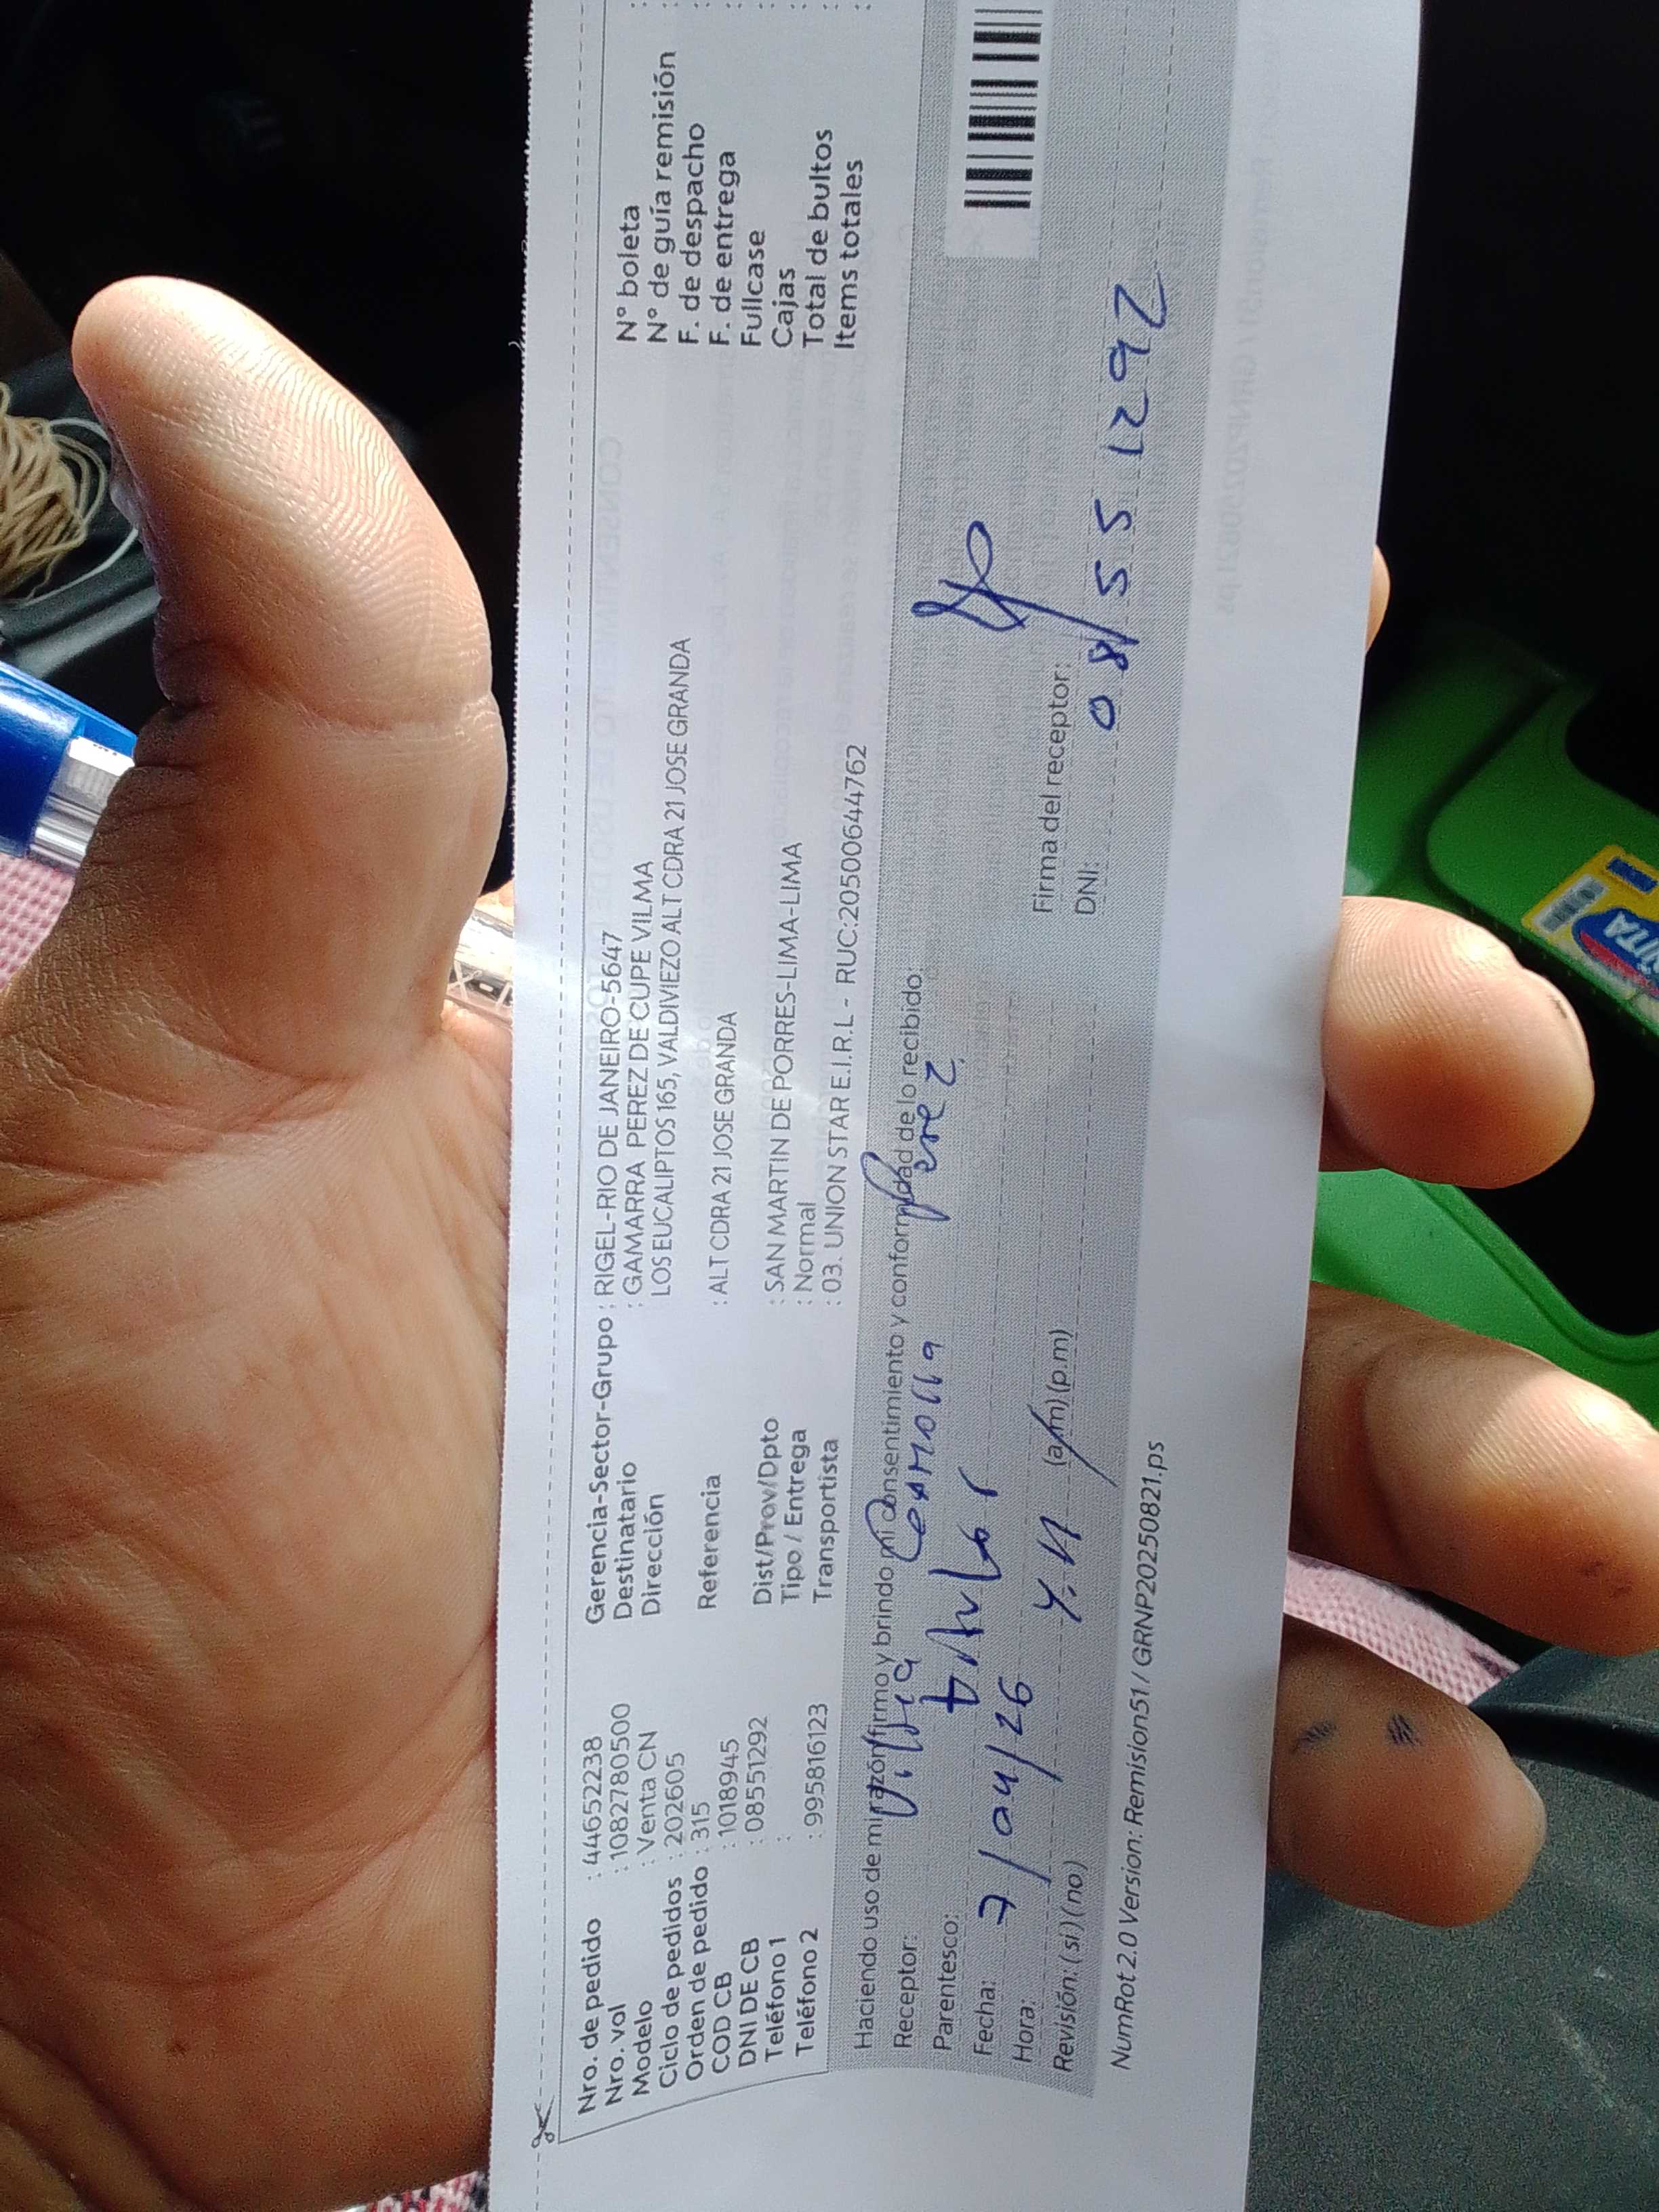 Nro. de pedido : 44652238
Nro. vol : 1082780500
Modelo : Venta CN
Ciclo de pedidos : 202605
Orden de pedido : 315
COD CB : 1018945
DNI DE CB : 08551292
Teléfono 1 :
Teléfono 2 : 995816123
Gerencia-Sector-Grupo : RIGEL-RIO DE JANEIRO-5647
Destinatario : GAMARRA PEREZ DE CUPE VILMA
Dirección LOS EUCALIPTOS 165, VALDIVIEZO ALT CDRA 21 JOSE GRANDA
Referencia : ALT CDRA 21 JOSE GRANDA
Dist/Prov/Dpto : SAN MARTIN DE PORRES-LIMA-LIMA
Tipo / Entrega : Normal
Transportista : 03. UNION STAR E.I.R.L - RUC:20500644762
N° boleta :
N° de guía remisión :
F. de despacho :
F. de entrega :
Fullcase :
Cajas :
Total de bultos :
Items totales :
Haciendo uso de mi razón firmo y brindo mi consentimiento y conformidad de lo recibido:
Receptor: Perez
Parentesco:
Fecha: 7/04/26
Hora: (a.m) (p.m)
Revisión: (si) (no)
Firma del receptor:
DNI: 08551292
NumRot 2.0 Version: Remision51 / GRNP20250821.ps